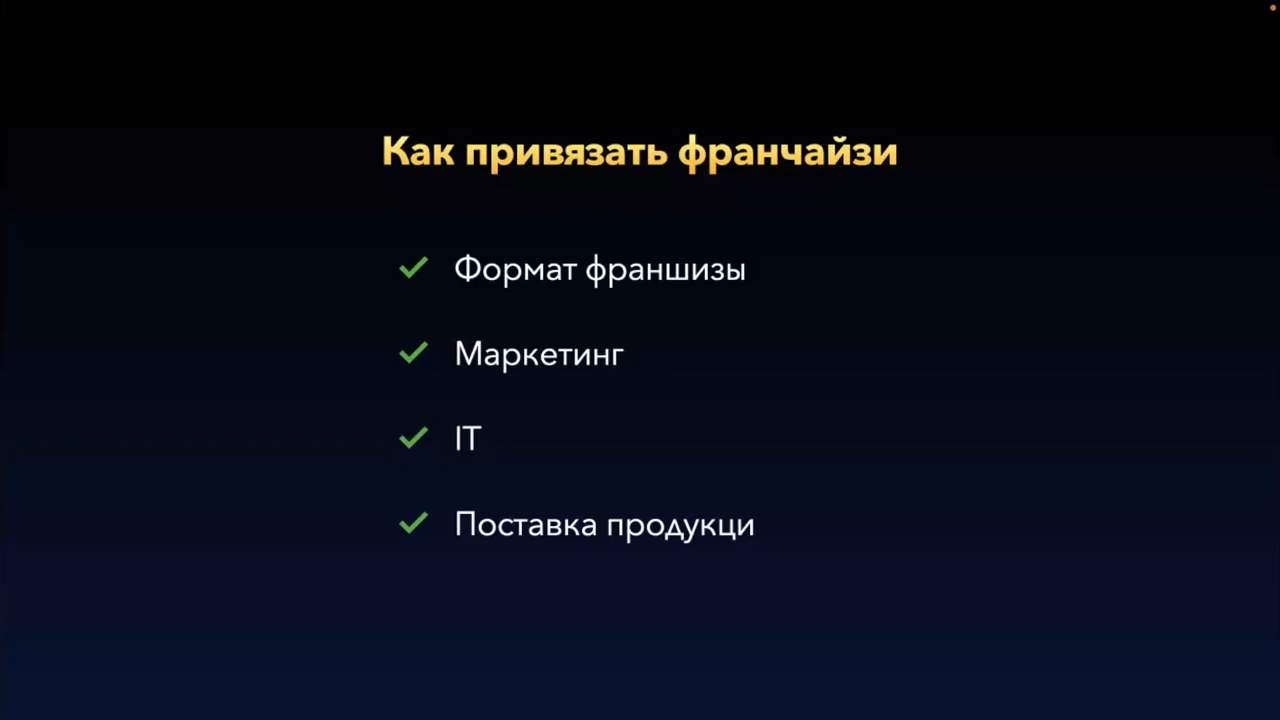 Как привязать франчайзи
Формат франшизы
Маркетинг
IT
Поставка продукци